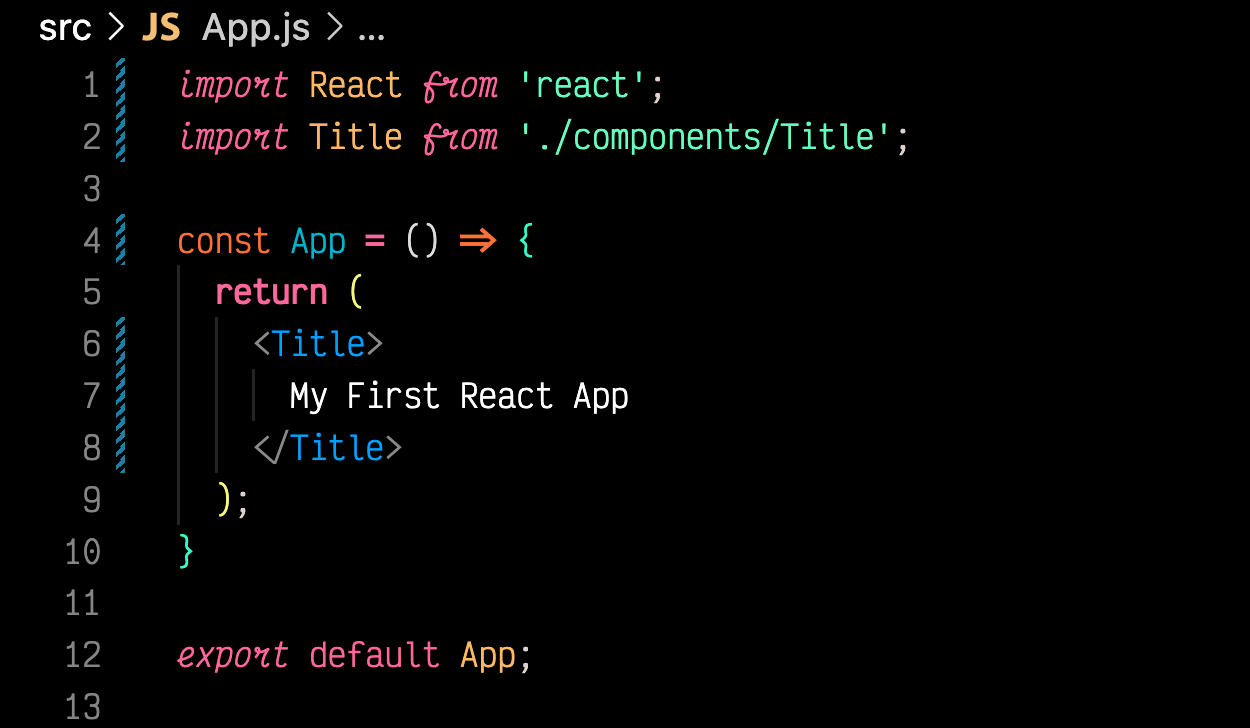 src > JS App.js > ...
1 import React from 'react';
2 import Title from './components/Title';
3
4 const App = () => {
5   return (
6     <Title>
7       My First React App
8     </Title>
9   );
10 }
11
12 export default App;
13